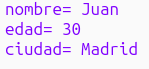 nombre= Juan
edad= 30
ciudad= Madrid